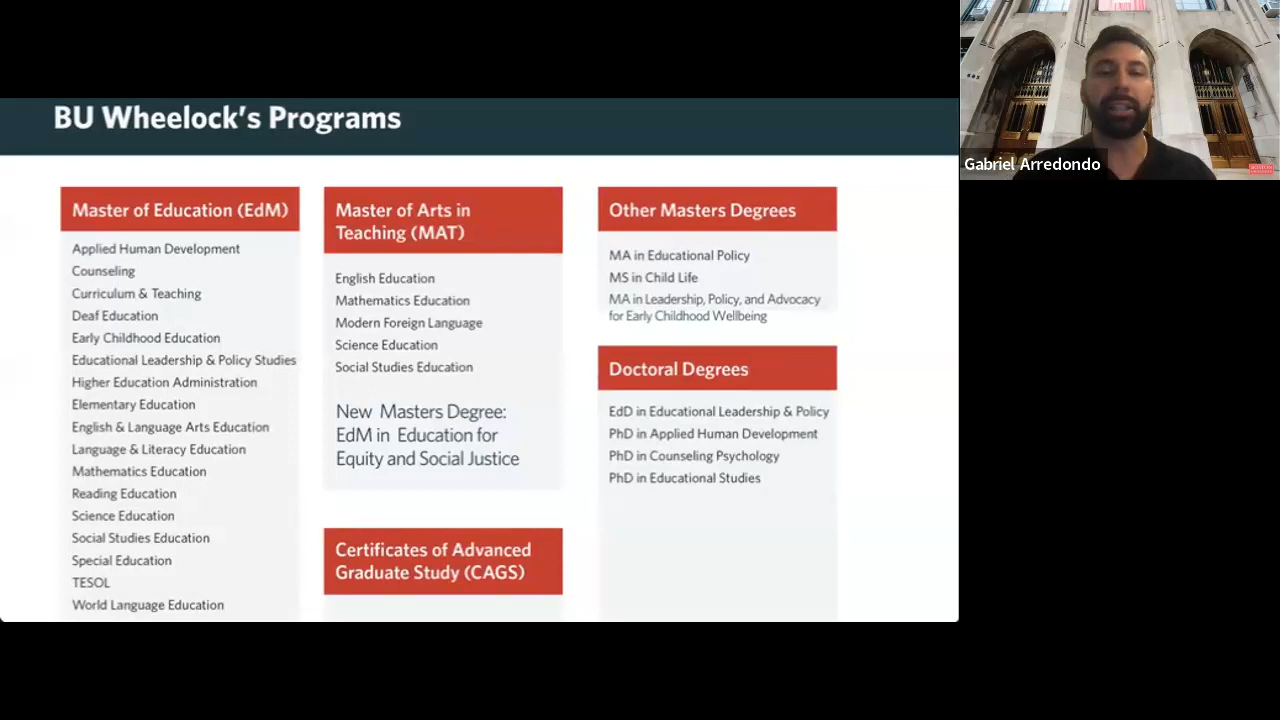 BU Wheelock's Programs
Master of Education (EdM)
Applied Human Development
Counseling
Curriculum & Teaching
Deaf Education
Early Childhood Education
Educational Leadership & Policy Studies
Higher Education Administration
Elementary Education
English & Language Arts Education
Language & Literacy Education
Mathematics Education
Reading Education
Science Education
Social Studies Education
Special Education
TESOL
World Language Education
Master of Arts in
Teaching (MAT)
English Education
Mathematics Education
Modern Foreign Language
Science Education
Social Studies Education
New Masters Degree:
EdM in Education for
Equity and Social Justice
Certificates of Advanced
Graduate Study (CAGS)
Other Masters Degrees
MA in Educational Policy
MS in Child Life
MA in Leadership, Policy, and Advocacy
for Early Childhood Wellbeing
Doctoral Degrees
EdD in Educational Leadership & Policy
PhD in Applied Human Development
PhD in Counseling Psychology
PhD in Educational Studies
Gabriel Arredondo